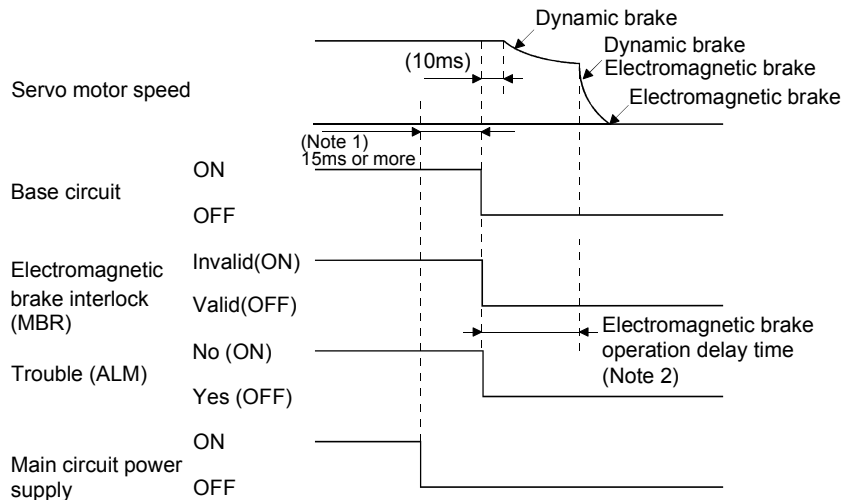 Dynamic brake
Dynamic brake
Electromagnetic brake
Electromagnetic brake
(10ms)
Servo motor speed
(Note 1)
15ms or more
Base circuit
ON
OFF
Electromagnetic
brake interlock
(MBR)
Invalid(ON)
Valid(OFF)
Electromagnetic brake
operation delay time
(Note 2)
Trouble (ALM)
No (ON)
Yes (OFF)
Main circuit power
supply
ON
OFF